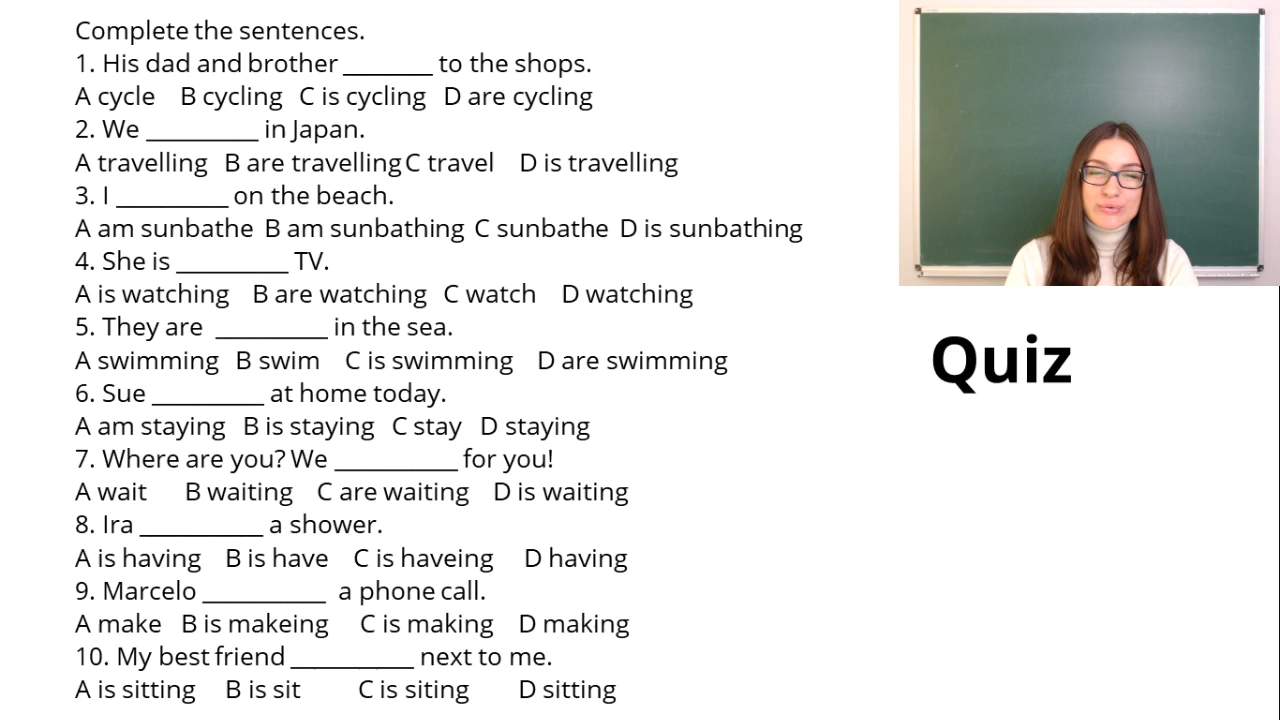 Complete the sentences.
1. His dad and brother ________ to the shops.
A cycle B cycling C is cycling D are cycling
2. We __________ in Japan.
A travelling B are travelling C travel D is travelling
3. I __________ on the beach.
A am sunbathe B am sunbathing C sunbathe D is sunbathing
4. She is __________ TV.
A is watching B are watching C watch D watching
5. They are __________ in the sea.
A swimming B swim C is swimming D are swimming
6. Sue __________ at home today.
A am staying B is staying C stay D staying
7. Where are you? We ___________ for you!
A wait B waiting C are waiting D is waiting
8. Ira ___________ a shower.
A is having B is have C is haveing D having
9. Marcelo ___________ a phone call.
A make B is makeing C is making D making
10. My best friend ___________ next to me.
A is sitting B is sit C is siting D sitting
Quiz